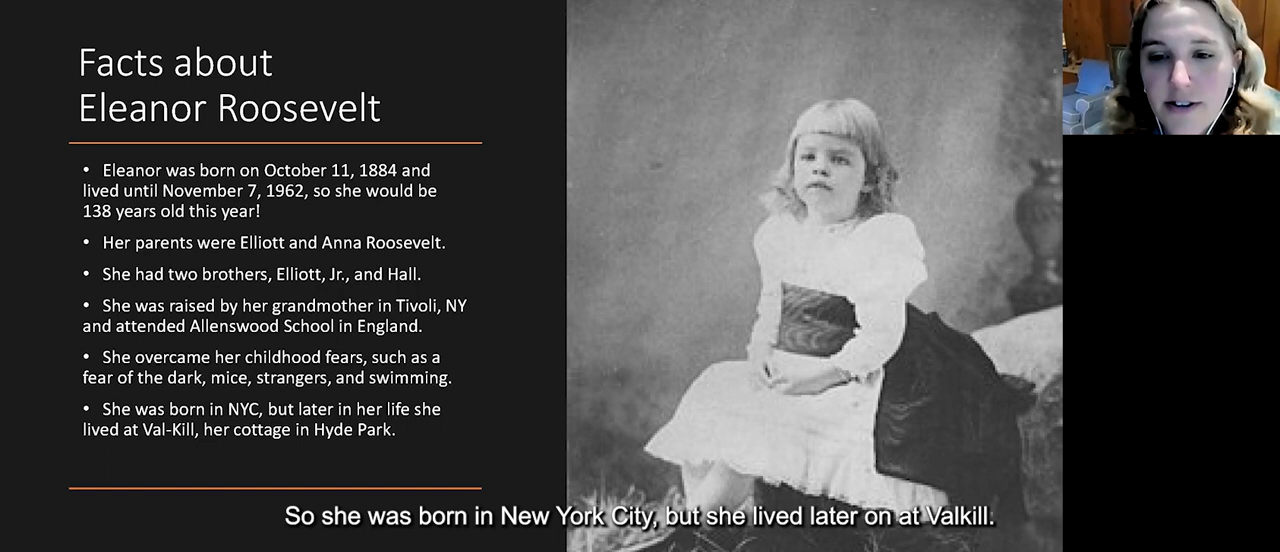 Facts about
Eleanor Roosevelt
• Eleanor was born on October 11, 1884 and
lived until November 7, 1962, so she would be
138 years old this year!
• Her parents were Elliott and Anna Roosevelt.
• She had two brothers, Elliott, Jr., and Hall.
• She was raised by her grandmother in Tivoli, NY
and attended Allenswood School in England.
• She overcame her childhood fears, such as a
fear of the dark, mice, strangers, and swimming.
• She was born in NYC, but later in her life she
lived at Val-Kill, her cottage in Hyde Park.
So she was born in New York City, but she lived later on at Valkill.